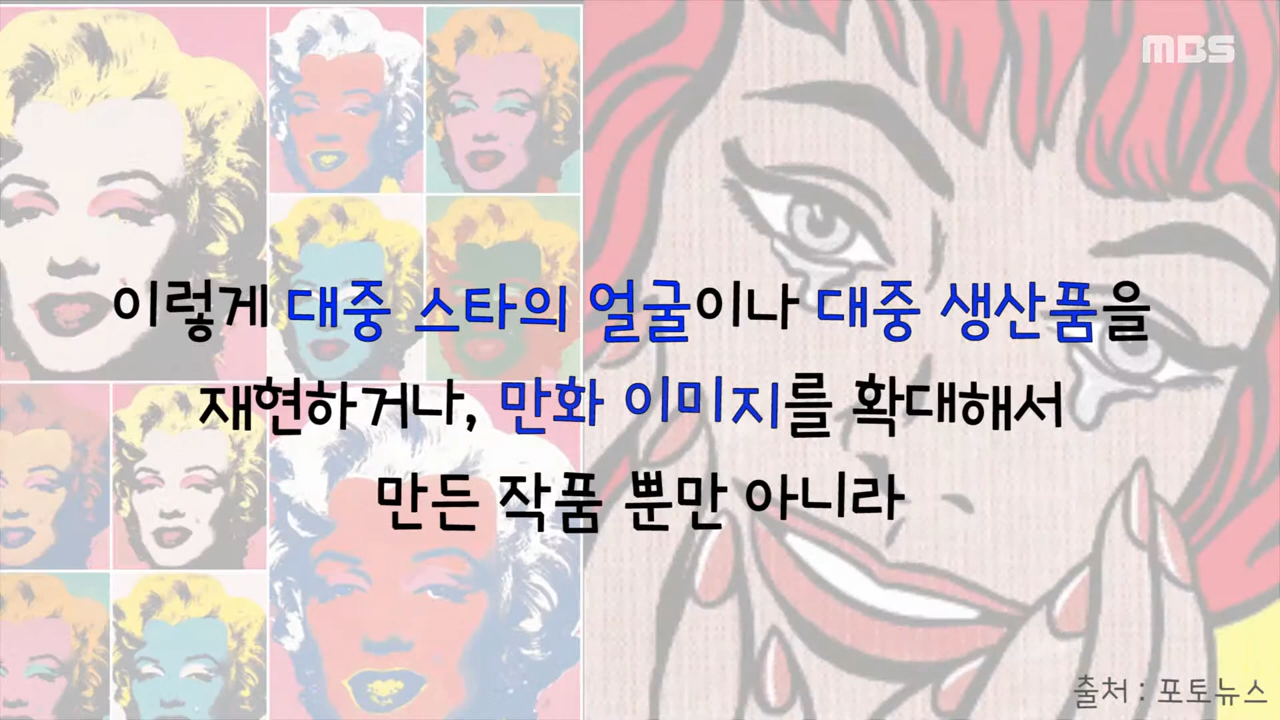 MBS
이렇게 대중 스타의 얼굴이나 대중 생산품을
재현하거나, 만화 이미지를 확대해서
만든 작품 뿐만 아니라
출처 : 포토뉴스